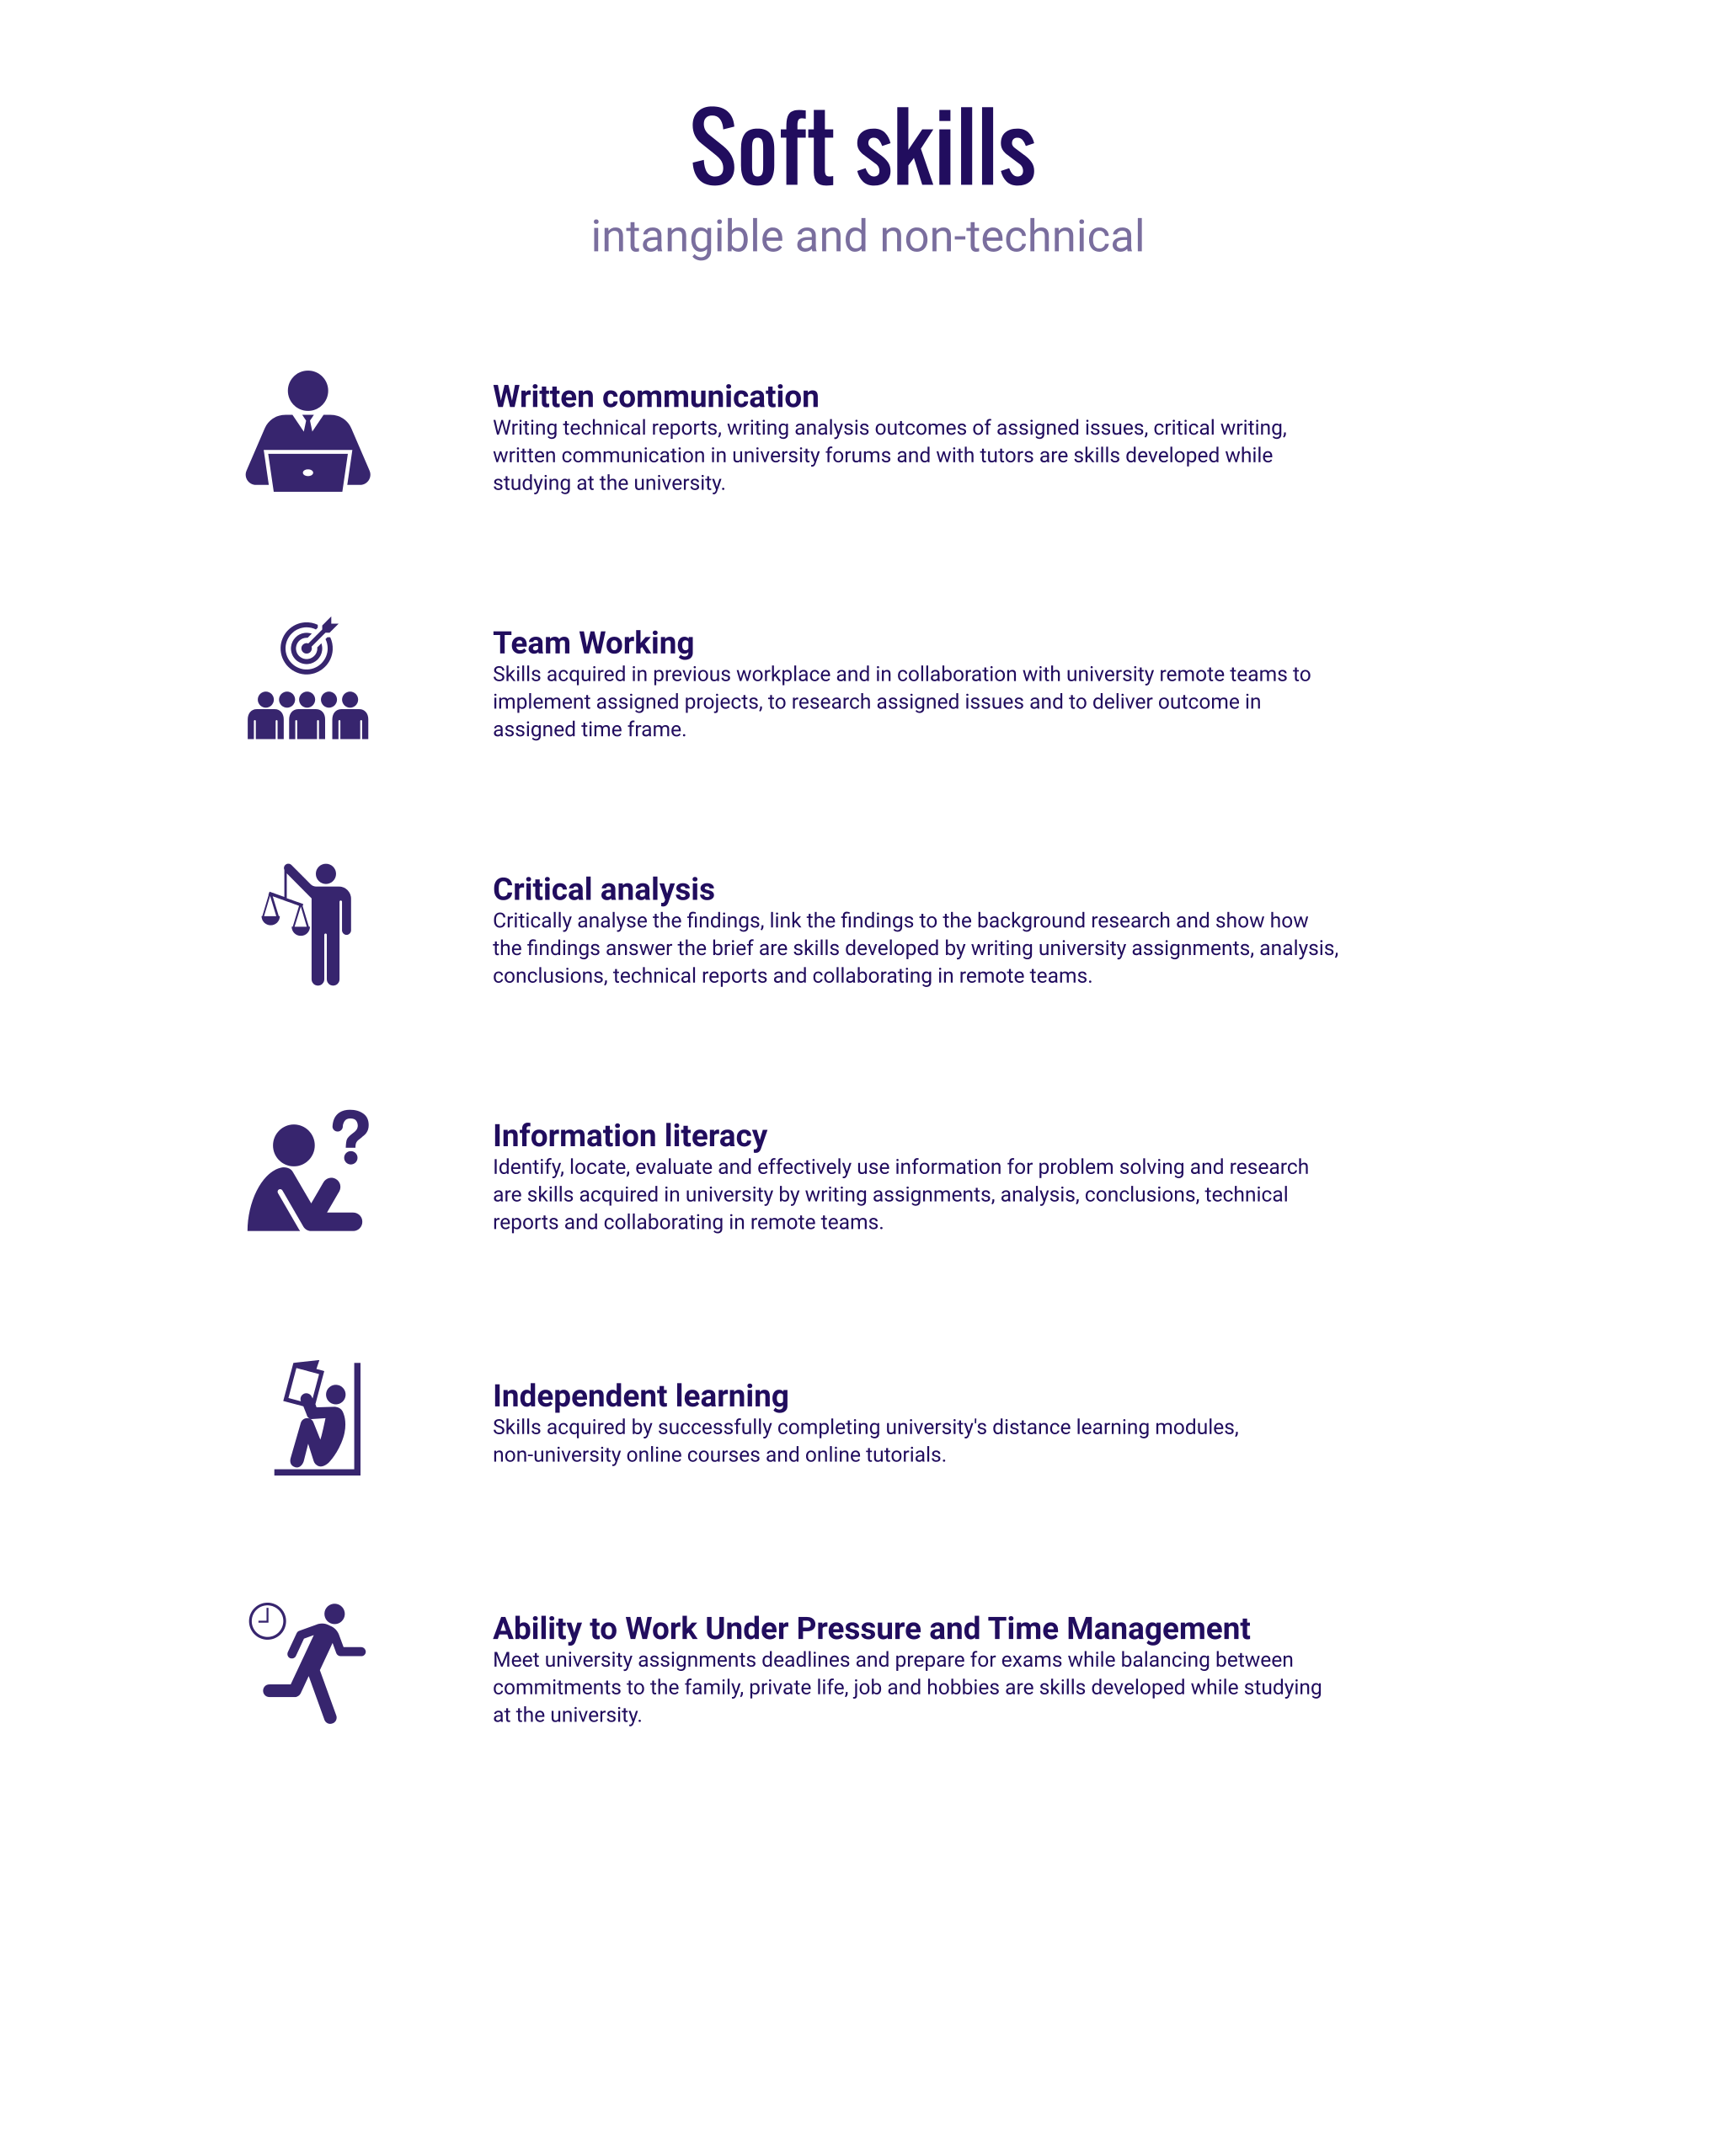 Soft skills
intangible and non-technical
Written communication
Writing technical reports, writing analysis outcomes of assigned issues, critical writing,
written communication in university forums and with tutors are skills developed while
studying at the university.
Team Working
Skills acquired in previous workplace and in collaboration with university remote teams to
implement assigned projects, to research assigned issues and to deliver outcome in
assigned time frame.
Critical analysis
Critically analyse the findings, link the findings to the background research and show how
the findings answer the brief are skills developed by writing university assignments, analysis,
conclusions, technical reports and collaborating in remote teams.
?
Information literacy
Identify, locate, evaluate and effectively use information for problem solving and research
are skills acquired in university by writing assignments, analysis, conclusions, technical
reports and collaborating in remote teams.
Independent learning
Skills acquired by successfully completing university's distance learning modules,
non-university online courses and online tutorials.
Ability to Work Under Pressure and Time Management
Meet university assignments deadlines and prepare for exams while balancing between
commitments to the family, private life, job and hobbies are skills developed while studying
at the university.